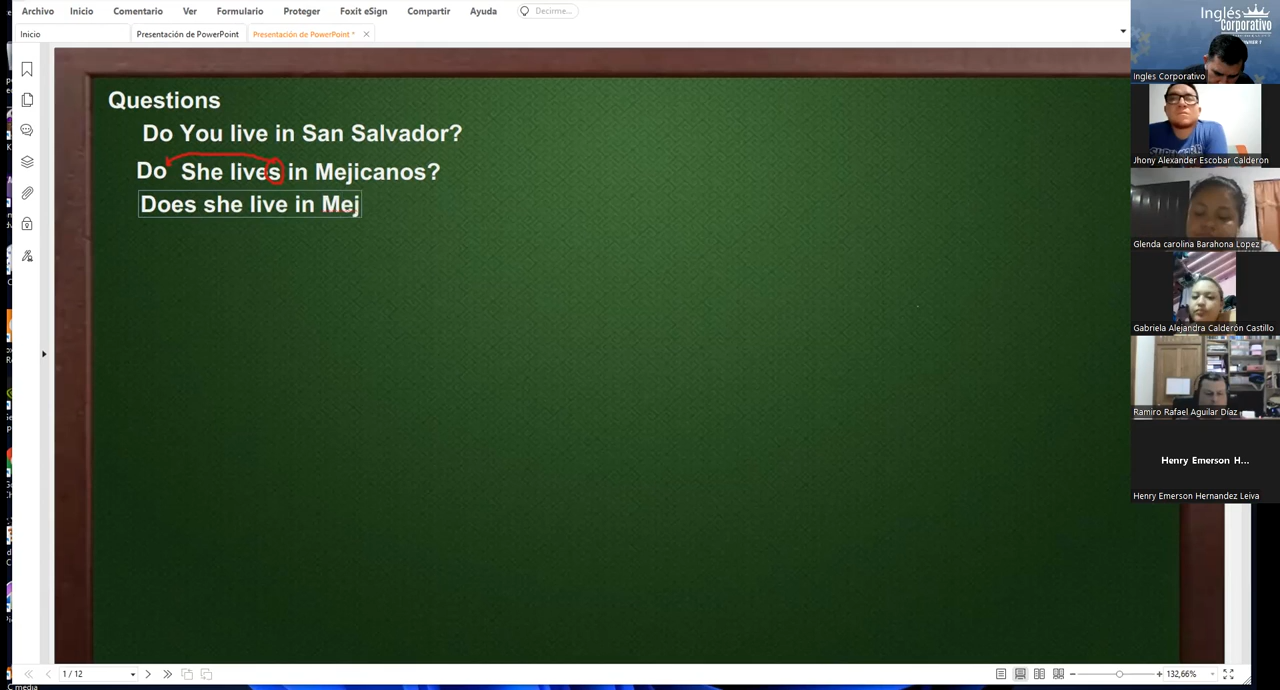 Archivo Inicio Comentario Ver Formulario Proteger Foxit eSign Compartir Ayuda Decirme...
Inicio Presentación de PowerPoint Presentación de PowerPoint *
Questions
Do You live in San Salvador?
Do She lives in Mejicanos?
Does she live in Mej
Inglés
Corporativo
Ingles Corporativo
Jhony Alexander Escobar Calderon
Glenda carolina Barahona Lopez
Gabriela Alejandra Calderón Castillo
Ramiro Rafael Aguilar Díaz
Henry Emerson H...
Henry Emerson Hernandez Leiva
1 / 12
132,66%
C media